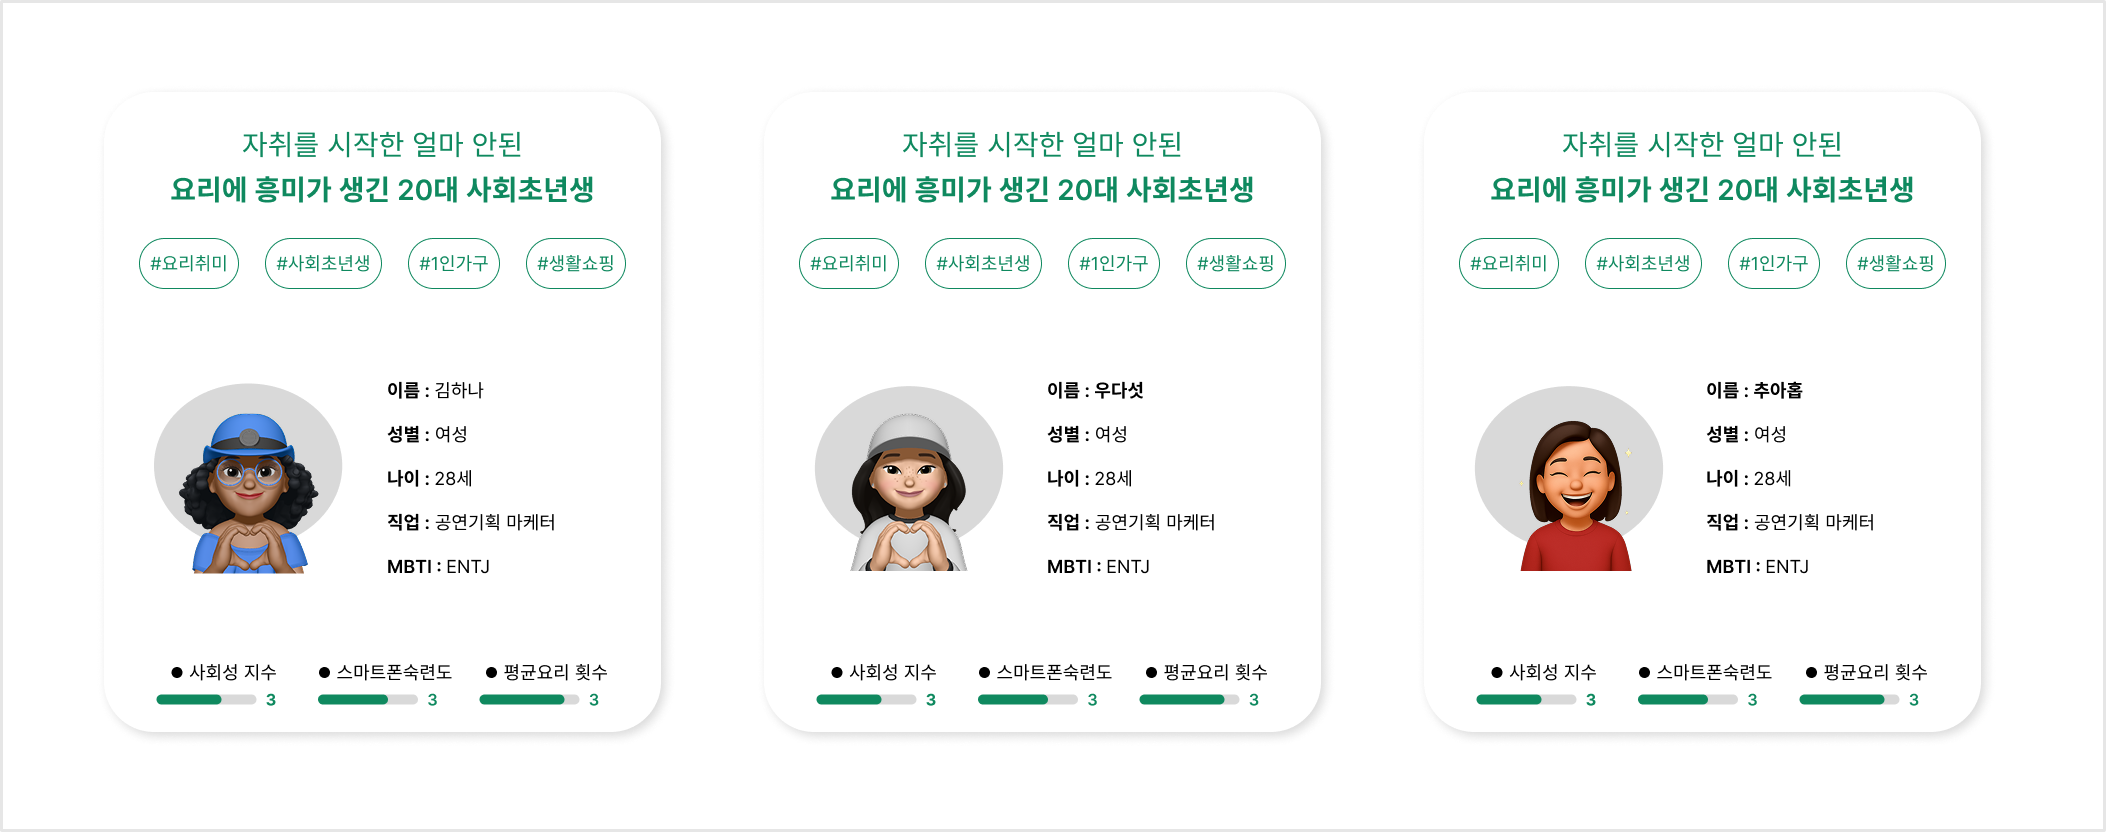 자취를 시작한 얼마 안된
요리에 흥미가 생긴 20대 사회초년생
#요리취미 #사회초년생 #1인가구 #생활쇼핑
이름 : 김하나
성별 : 여성
나이 : 28세
직업 : 공연기획 마케터
MBTI : ENTJ
● 사회성 지수 ● 스마트폰숙련도 ● 평균요리 횟수
3 3 3
자취를 시작한 얼마 안된
요리에 흥미가 생긴 20대 사회초년생
#요리취미 #사회초년생 #1인가구 #생활쇼핑
이름 : 우다섯
성별 : 여성
나이 : 28세
직업 : 공연기획 마케터
MBTI : ENTJ
● 사회성 지수 ● 스마트폰숙련도 ● 평균요리 횟수
3 3 3
자취를 시작한 얼마 안된
요리에 흥미가 생긴 20대 사회초년생
#요리취미 #사회초년생 #1인가구 #생활쇼핑
이름 : 추아홉
성별 : 여성
나이 : 28세
직업 : 공연기획 마케터
MBTI : ENTJ
● 사회성 지수 ● 스마트폰숙련도 ● 평균요리 횟수
3 3 3